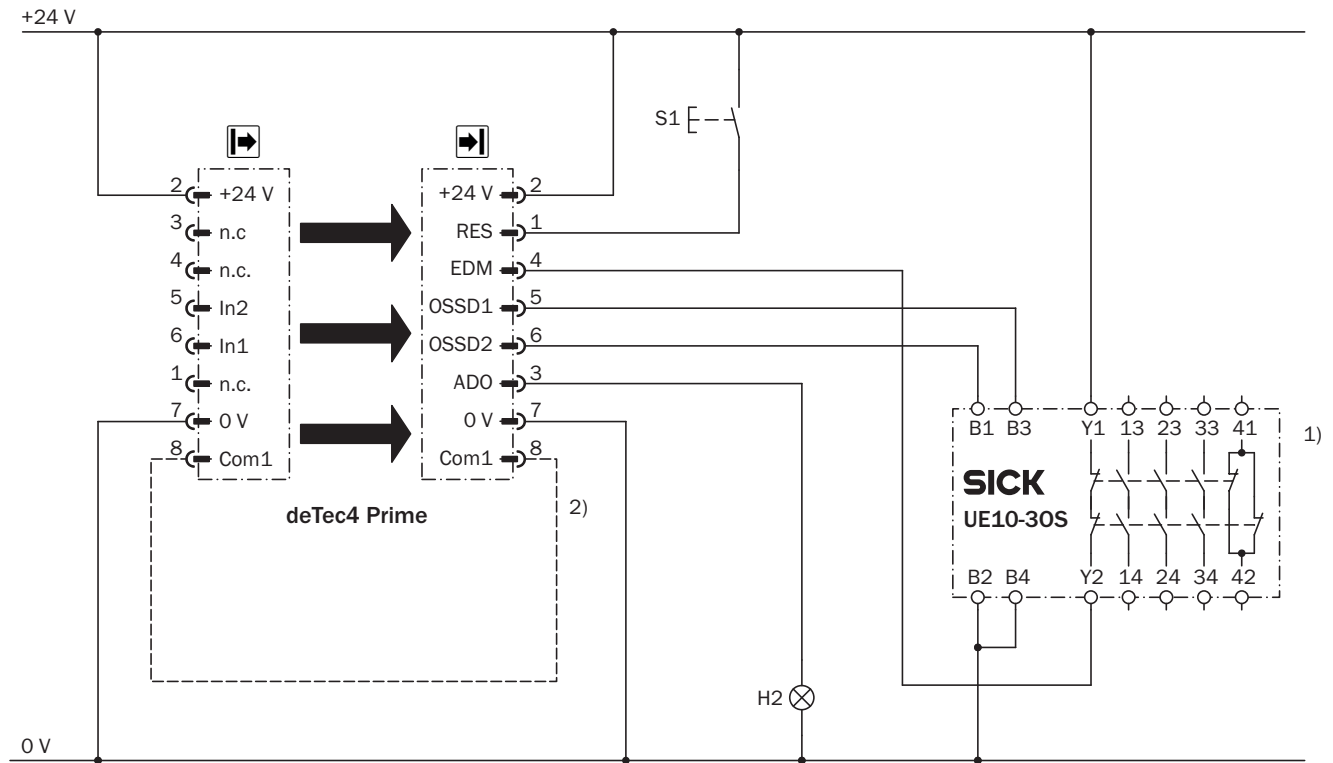 +24 V
S1
2 +24 V
3 n.c
4 n.c.
5 In2
6 In1
1 n.c.
7 0 V
8 Com1
+24 V 2
RES 1
EDM 4
OSSD1 5
OSSD2 6
ADO 3
0 V 7
Com1 8
deTec4 Prime
2)
B1 B3 Y1 13 23 33 41
1)
SICK
UE10-30S
B2 B4 Y2 14 24 34 42
H2
0 V